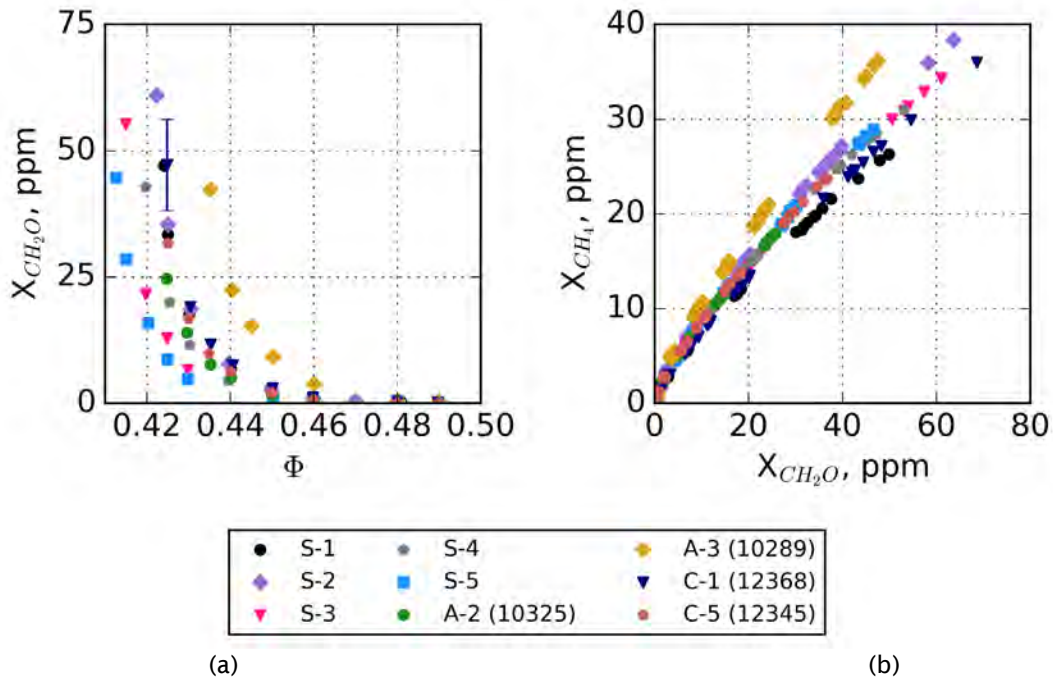 75
50
25
0
X_{CH_2O}, ppm
0.42 0.44 0.46 0.48 0.50
Φ
40
30
20
10
0
X_{CH_4}, ppm
0 20 40 60 80
X_{CH_2O}, ppm
S-1 S-4 A-3 (10289)
S-2 S-5 C-1 (12368)
S-3 A-2 (10325) C-5 (12345)
(a) (b)